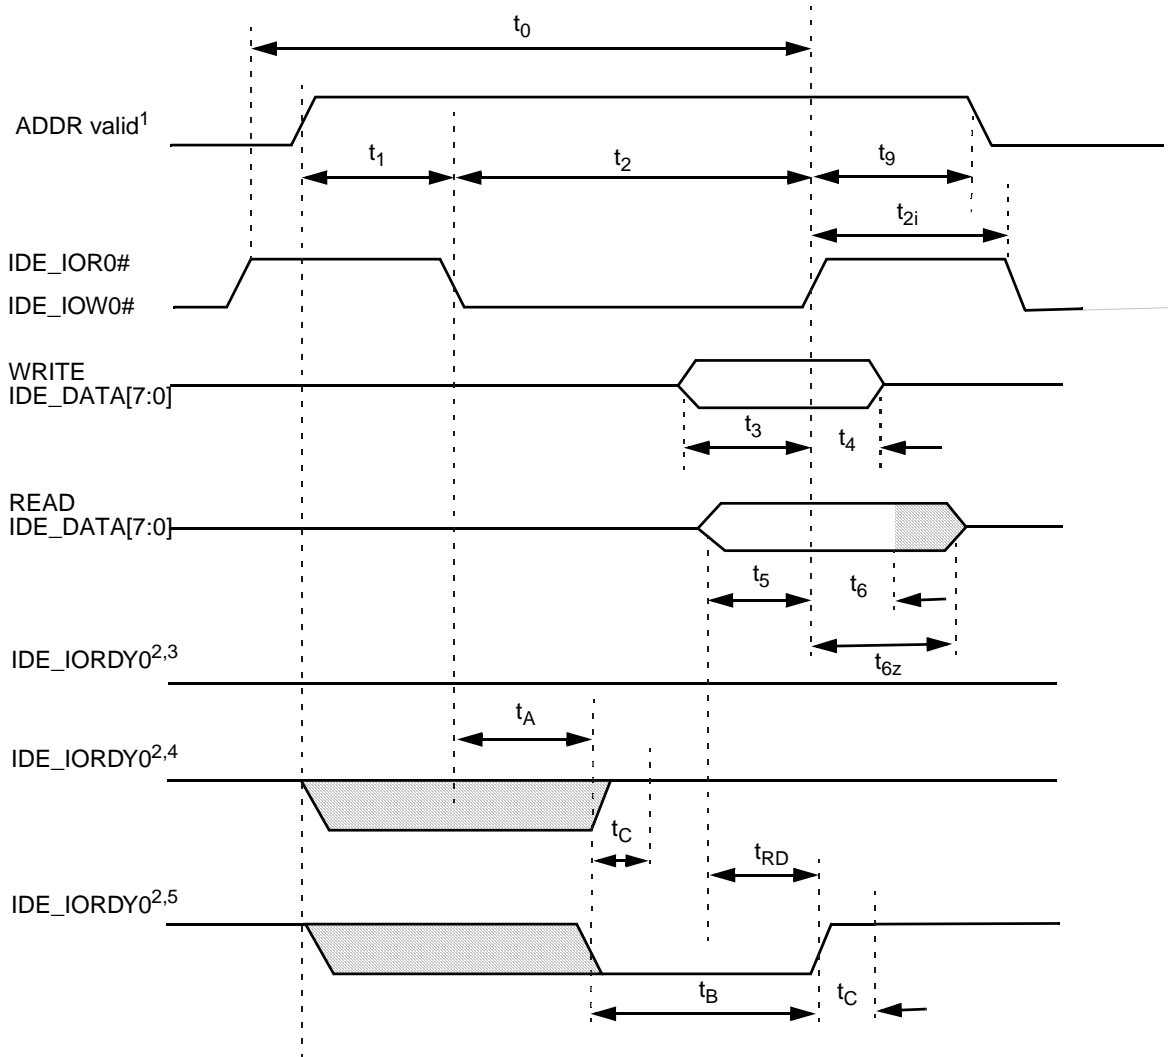 t0
ADDR valid1
t1
t2
t9
t2i
IDE_IOR0#
IDE_IOW0#
WRITE
IDE_DATA[7:0]
t3
t4
READ
IDE_DATA[7:0]
t5
t6
IDE_IORDY02,3
t6z
tA
IDE_IORDY02,4
tC
tRD
IDE_IORDY02,5
tB
tC